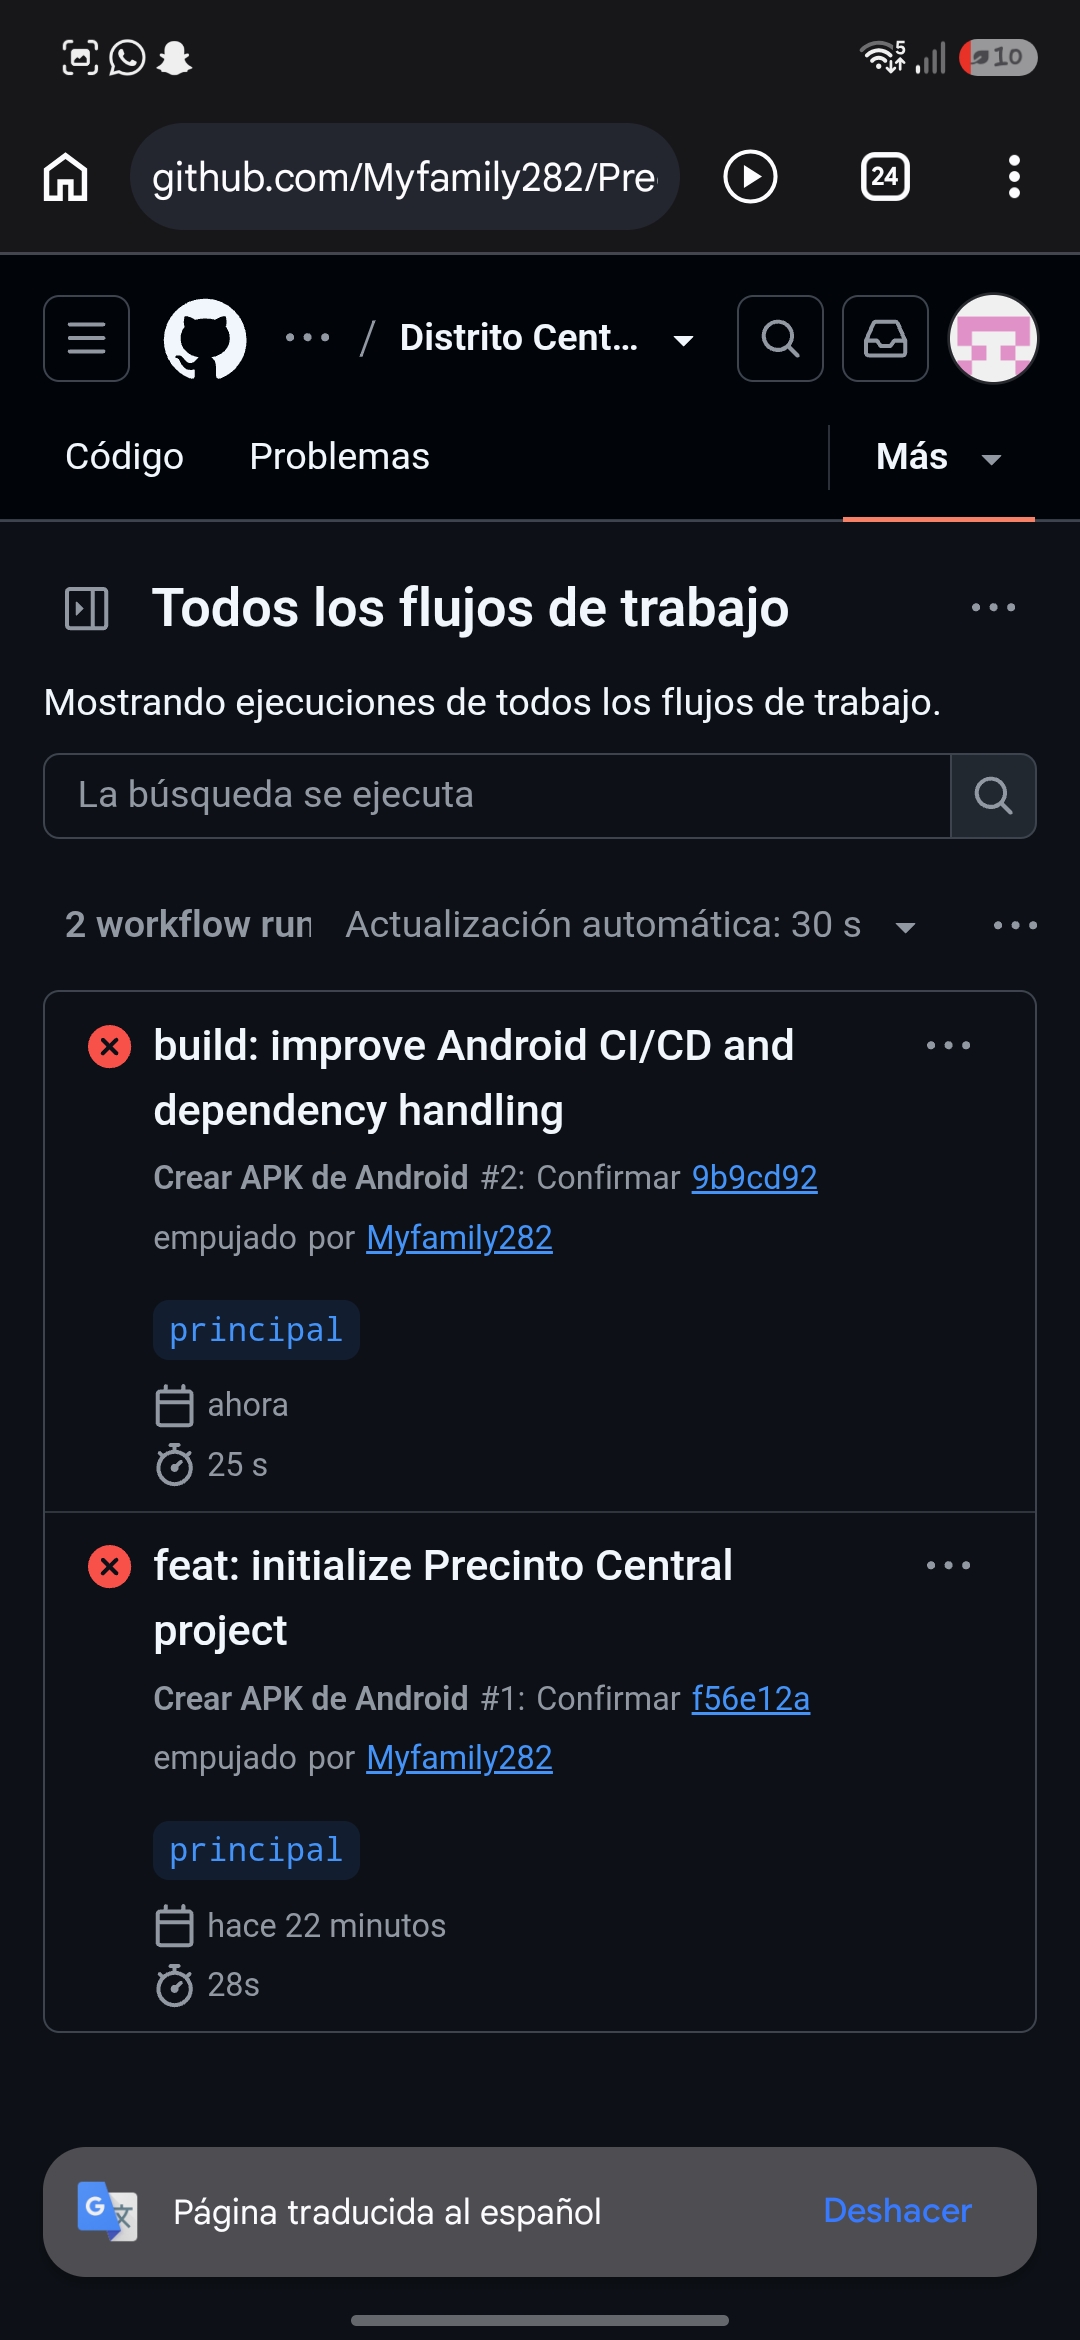 5
10
github.com/Myfamily282/Pre
24
/ Distrito Cent...
Código Problemas Más
Todos los flujos de trabajo
Mostrando ejecuciones de todos los flujos de trabajo.
La búsqueda se ejecuta
2 workflow run Actualización automática: 30 s
build: improve Android CI/CD and
dependency handling
Crear APK de Android #2: Confirmar 9b9cd92
empujado por Myfamily282
principal
ahora
25 s
feat: initialize Precinto Central
project
Crear APK de Android #1: Confirmar f56e12a
empujado por Myfamily282
principal
hace 22 minutos
28s
G 文
Página traducida al español Deshacer